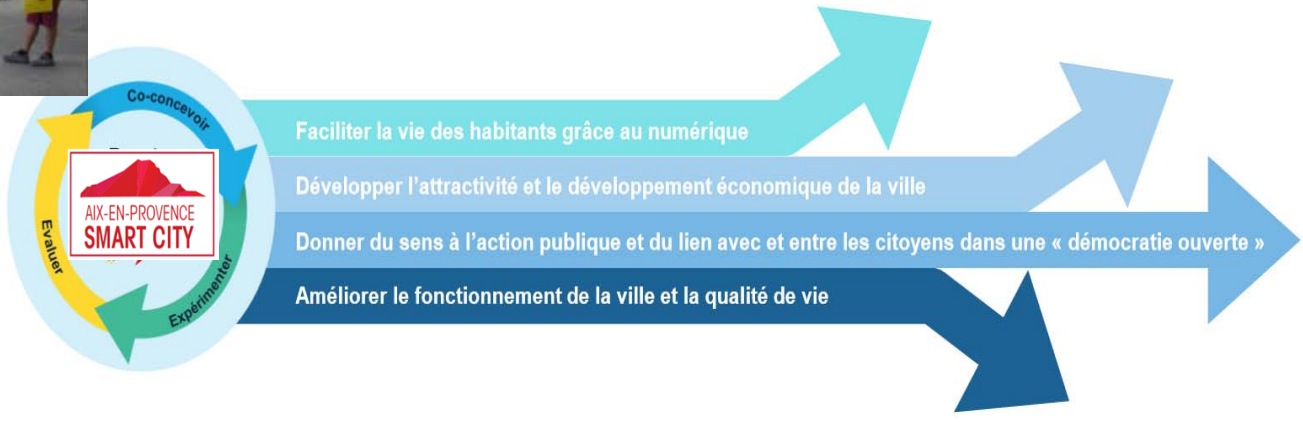 Co-concevoir
AIX-EN-PROVENCE
SMART CITY
Evaluer
Expérimenter
Faciliter la vie des habitants grâce au numérique
Développer l'attractivité et le développement économique de la ville
Donner du sens à l'action publique et du lien avec et entre les citoyens dans une « démocratie ouverte »
Améliorer le fonctionnement de la ville et la qualité de vie